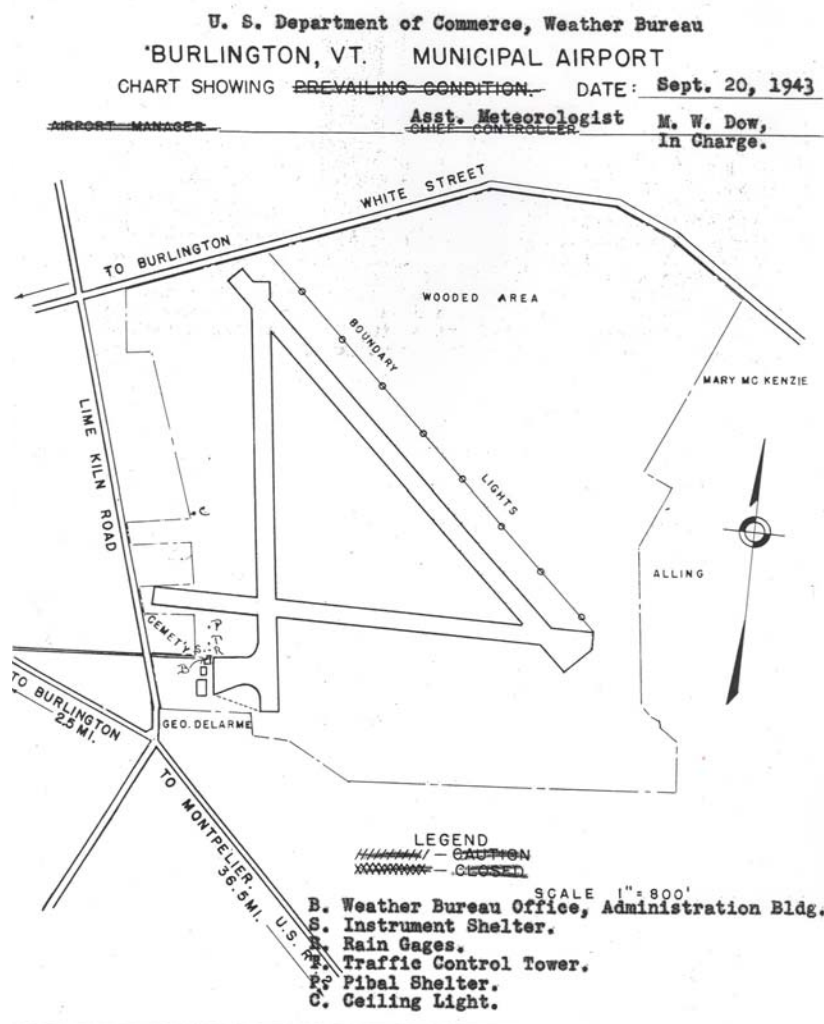 U. S. Department of Commerce, Weather Bureau
BURLINGTON, VT. MUNICIPAL AIRPORT
CHART SHOWING PREVAILING CONDITION. DATE: Sept. 20, 1943
AIRPORT MANAGER Asst. Meteorologist M. W. Dow,
CHIEF CONTROLLER In Charge.
WHITE STREET
TO BURLINGTON
WOODED AREA
BOUNDARY
MARY MC KENZIE
LIME KILN ROAD
LIGHTS
C
ALLING
CEMET'Y
P
T
S R
B
TO BURLINGTON
2.5 MI.
GEO. DELARME
TO MONTPELIER.
36.5 MI.
U.S. R
LEGEND
— CAUTION
— CLOSED
SCALE 1"=800'
B. Weather Bureau Office, Administration Bldg.
S. Instrument Shelter.
R. Rain Gages.
T. Traffic Control Tower.
P. Pibal Shelter.
C. Ceiling Light.